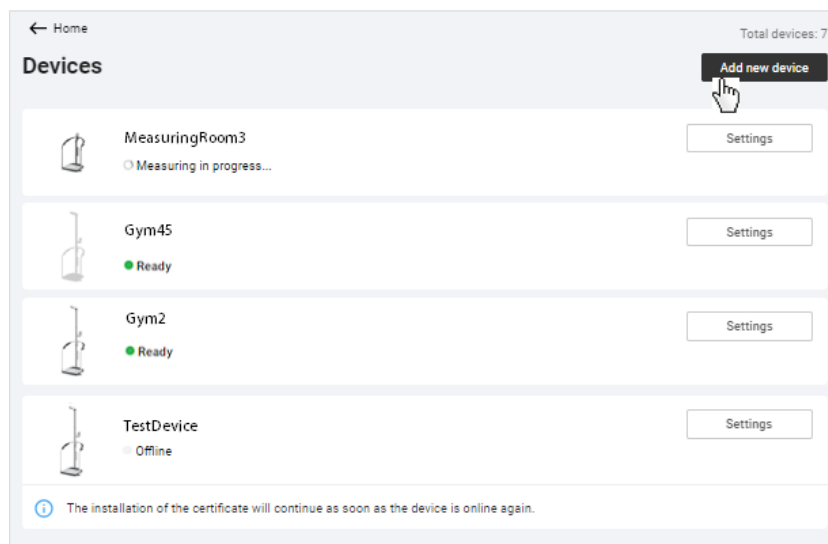 Home
Total devices: 7
Devices
Add new device
MeasuringRoom3
Measuring in progress...
Settings
Gym45
Ready
Settings
Gym2
Ready
Settings
TestDevice
Offline
Settings
The installation of the certificate will continue as soon as the device is online again.